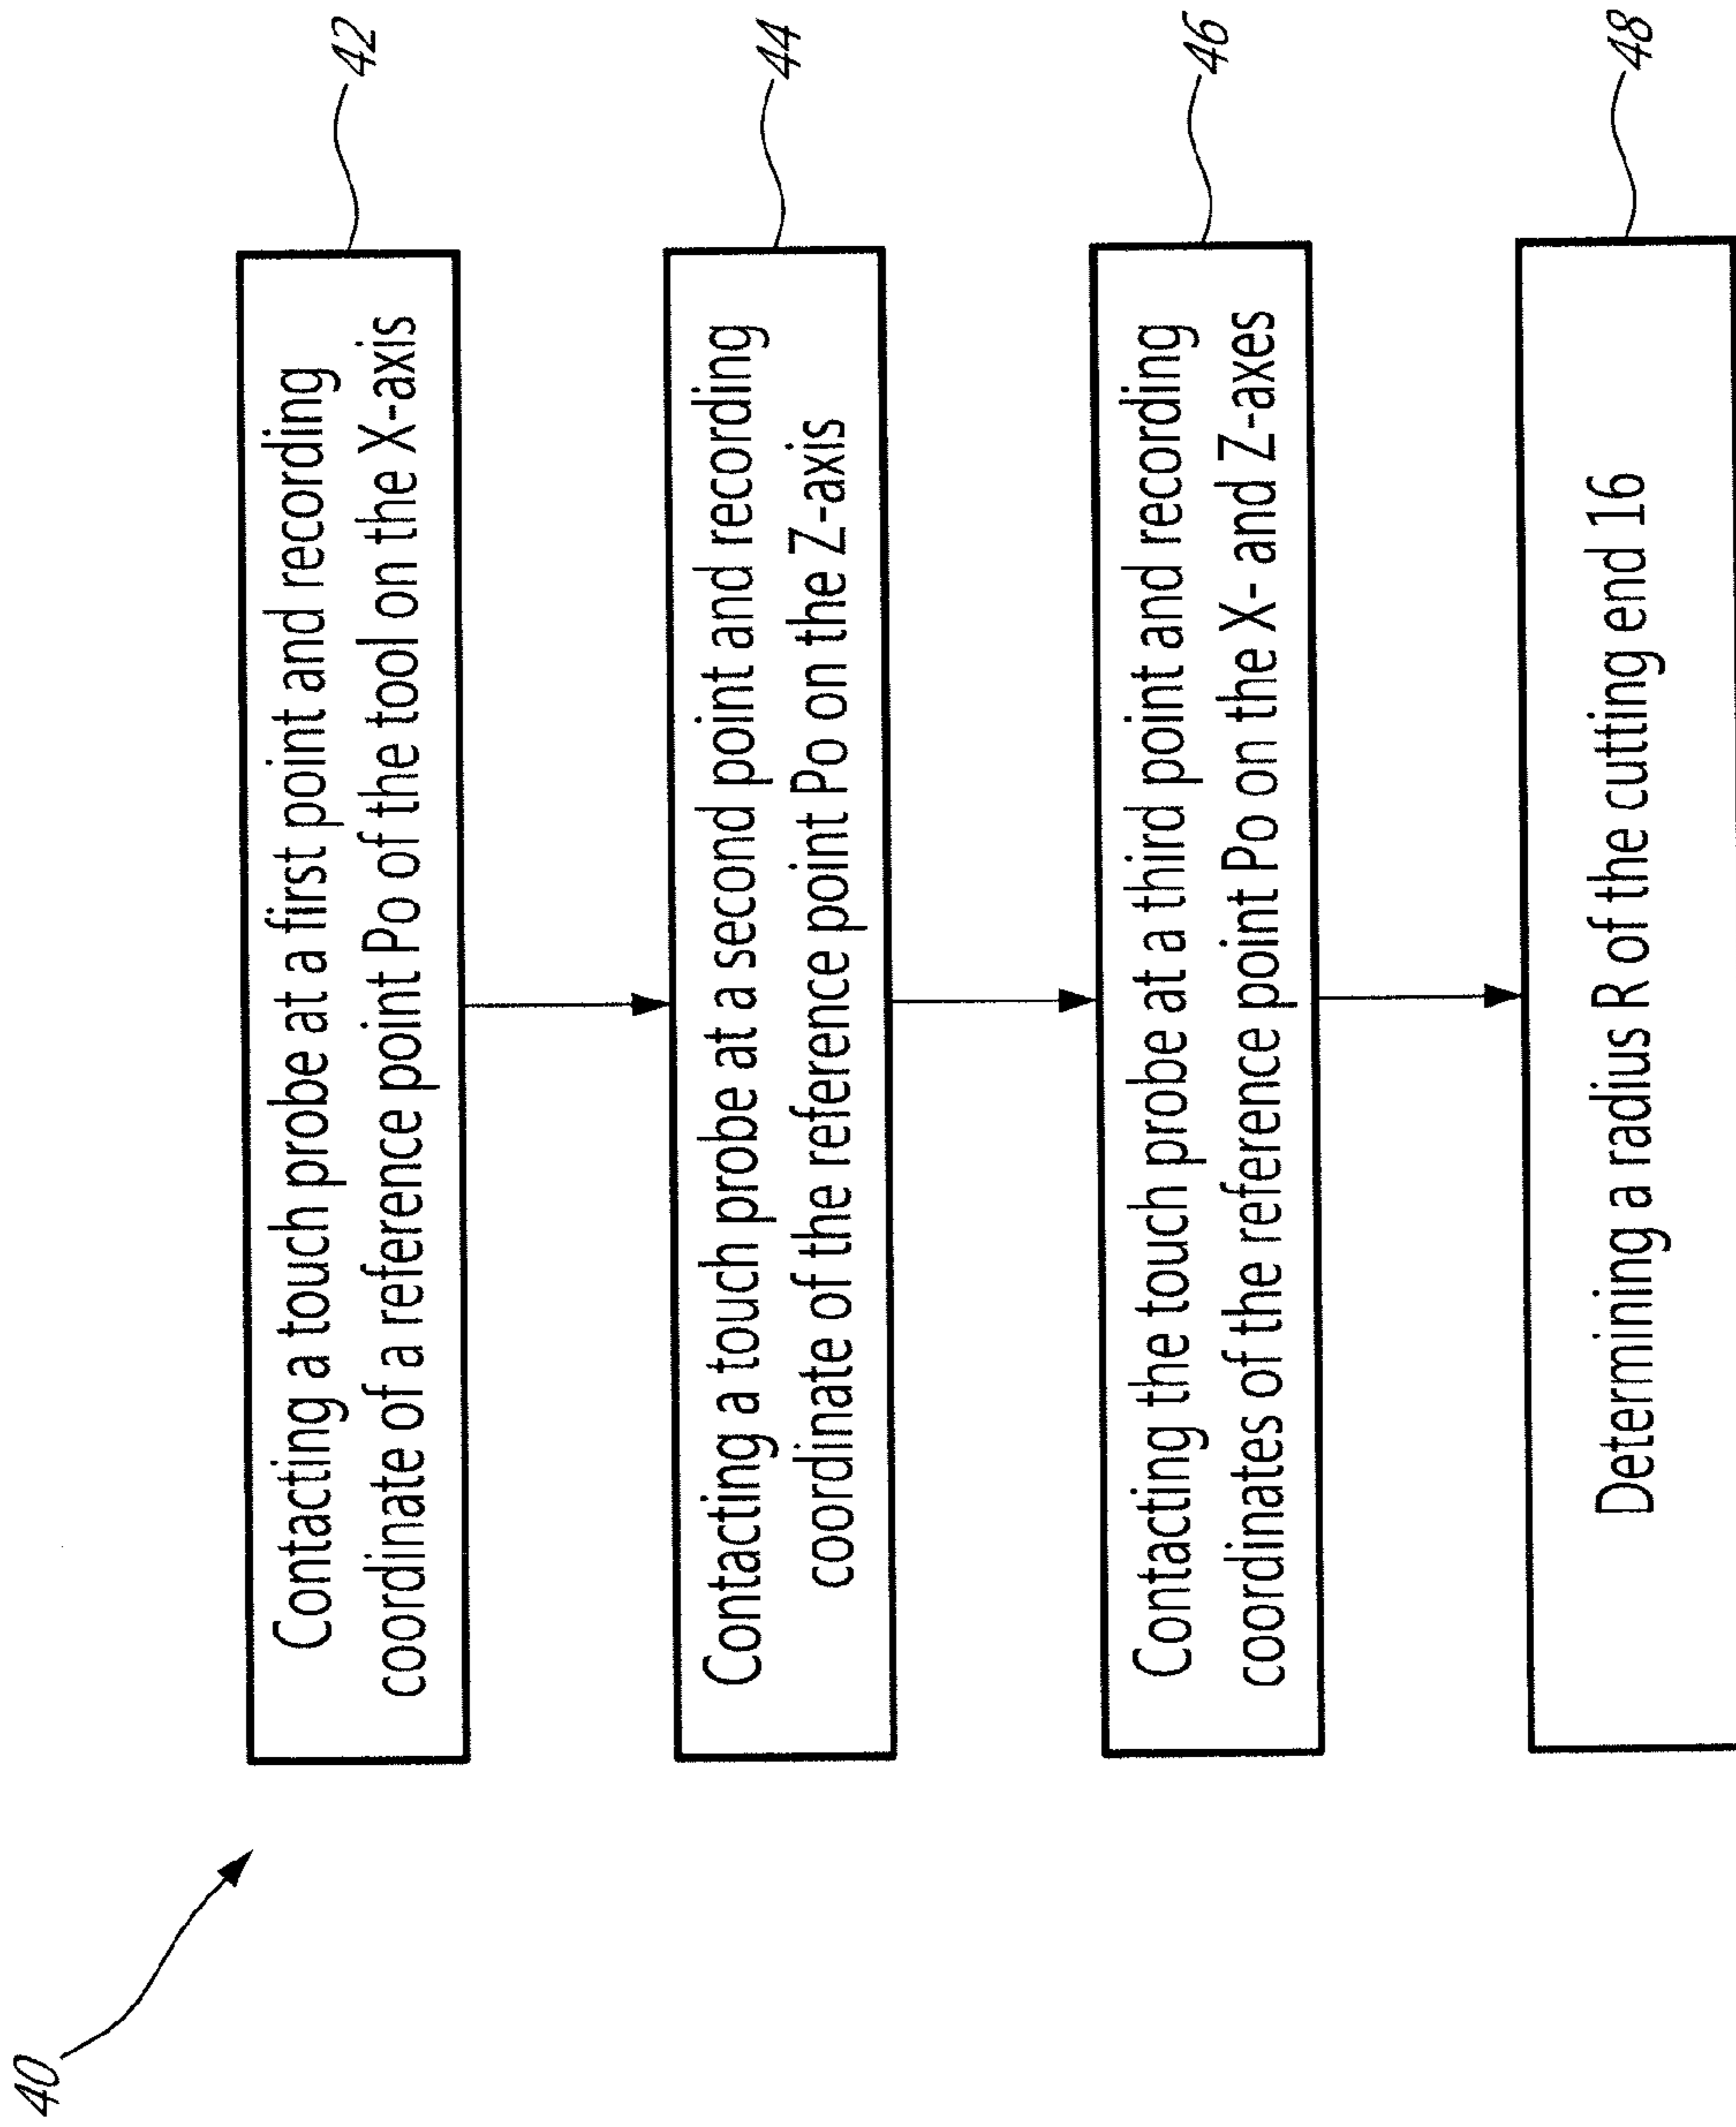 40
Contacting a touch probe at a first point and recording
coordinate of a reference point Po of the tool on the X-axis
42
Contacting a touch probe at a second point and recording
coordinate of the reference point Po on the Z-axis
44
Contacting the touch probe at a third point and recording
coordinates of the reference point Po on the X- and Z-axes
46
Determining a radius R of the cutting end 16
48